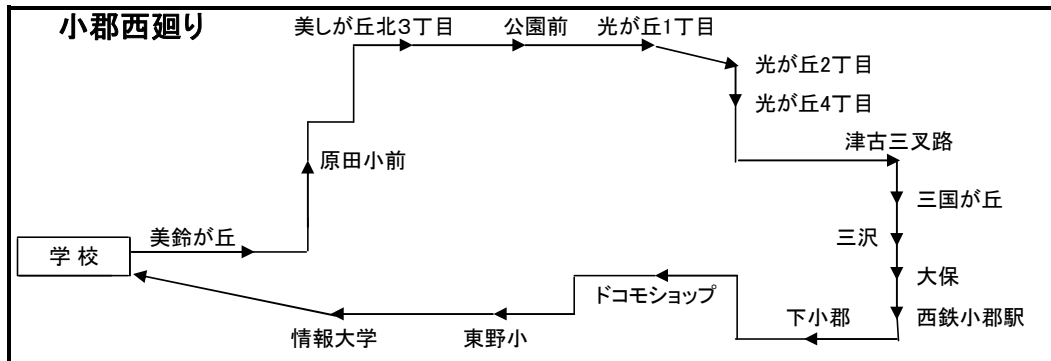 小郡西廻り
美しが丘北3丁目
公園前
光が丘1丁目
光が丘2丁目
光が丘4丁目
津古三叉路
原田小前
三国が丘
美鈴が丘
三沢
学 校
大保
ドコモショップ
西鉄小郡駅
下小郡
情報大学
東野小